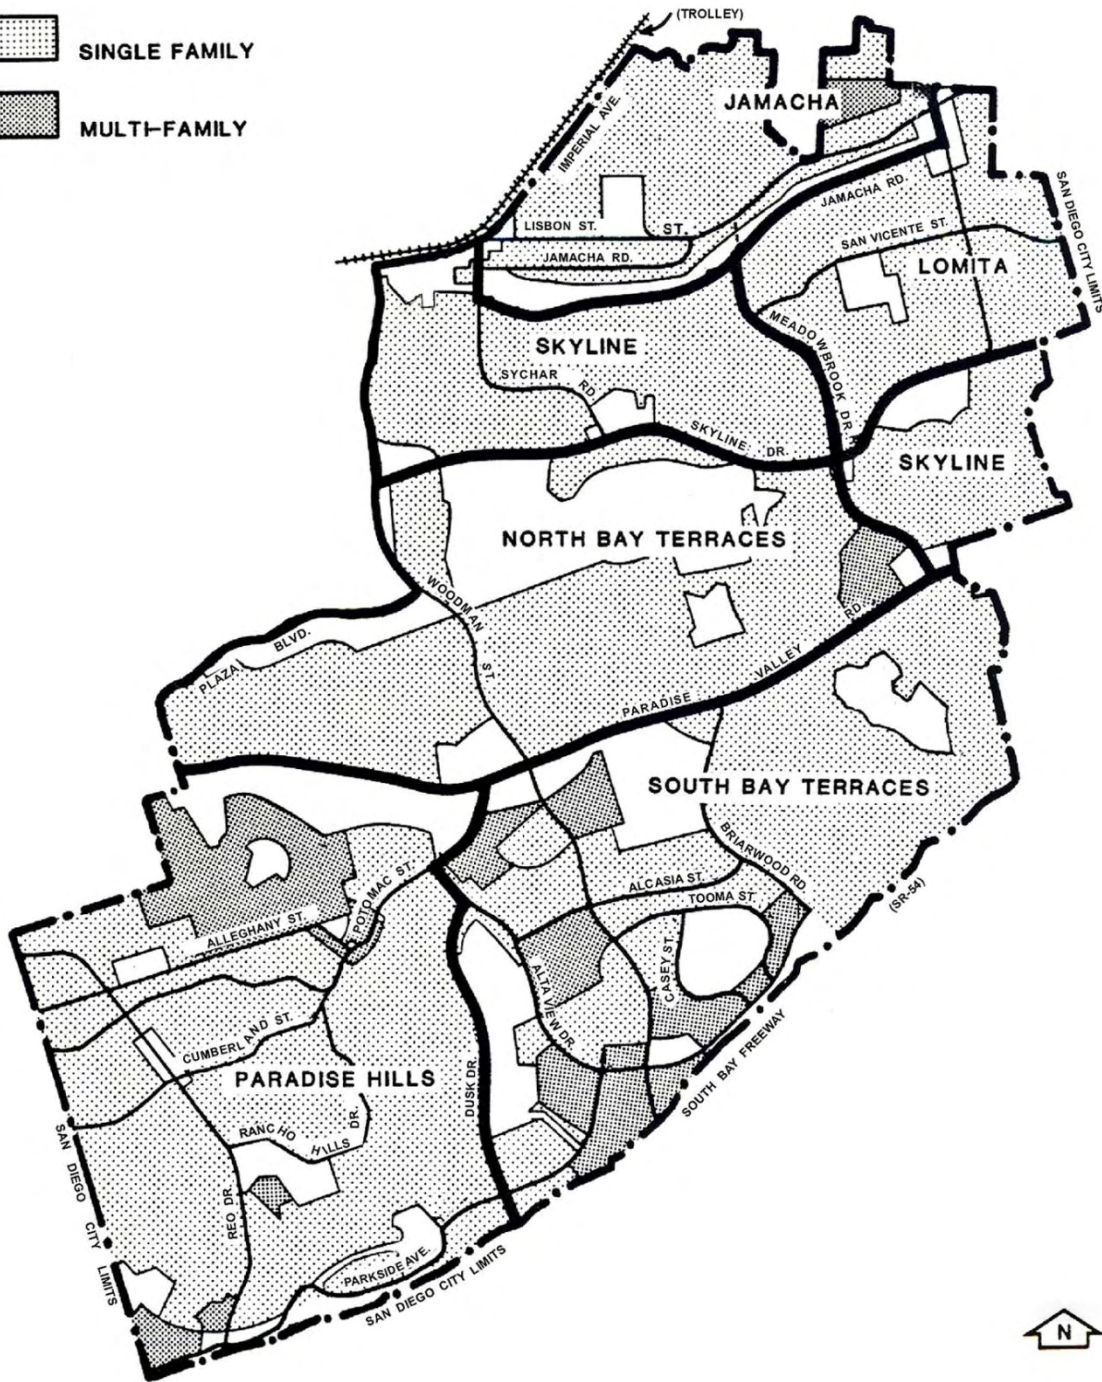 (TROLLEY)
SINGLE FAMILY
MULTI-FAMILY
JAMACHA
IMPERIAL AVE.
JAMACHA RD.
SAN DIEGO CITY LIMITS
LISBON ST.
ST.
SAN VICENTE ST.
JAMACHA RD.
LOMITA
MEADOWBROOK DR.
SKYLINE
SYCHAR RD.
SKYLINE DR.
SKYLINE
NORTH BAY TERRACES
WOODMAN ST.
PLAZA BLVD.
PARADISE VALLEY RD.
SOUTH BAY TERRACES
BRIARWOOD RD.
ALCASIA ST.
TOOMA ST.
(SR-54)
POTOMAC ST.
ALLEGHANY ST.
CASEY ST.
ALTA VIEW DR.
CUMBERLAND ST.
SOUTH BAY FREEWAY
PARADISE HILLS
DUSK DR.
RANCHO HILLS DR.
SAN DIEGO CITY LIMITS
REO DR.
PARKSIDE AVE.
SAN DIEGO CITY LIMITS
N